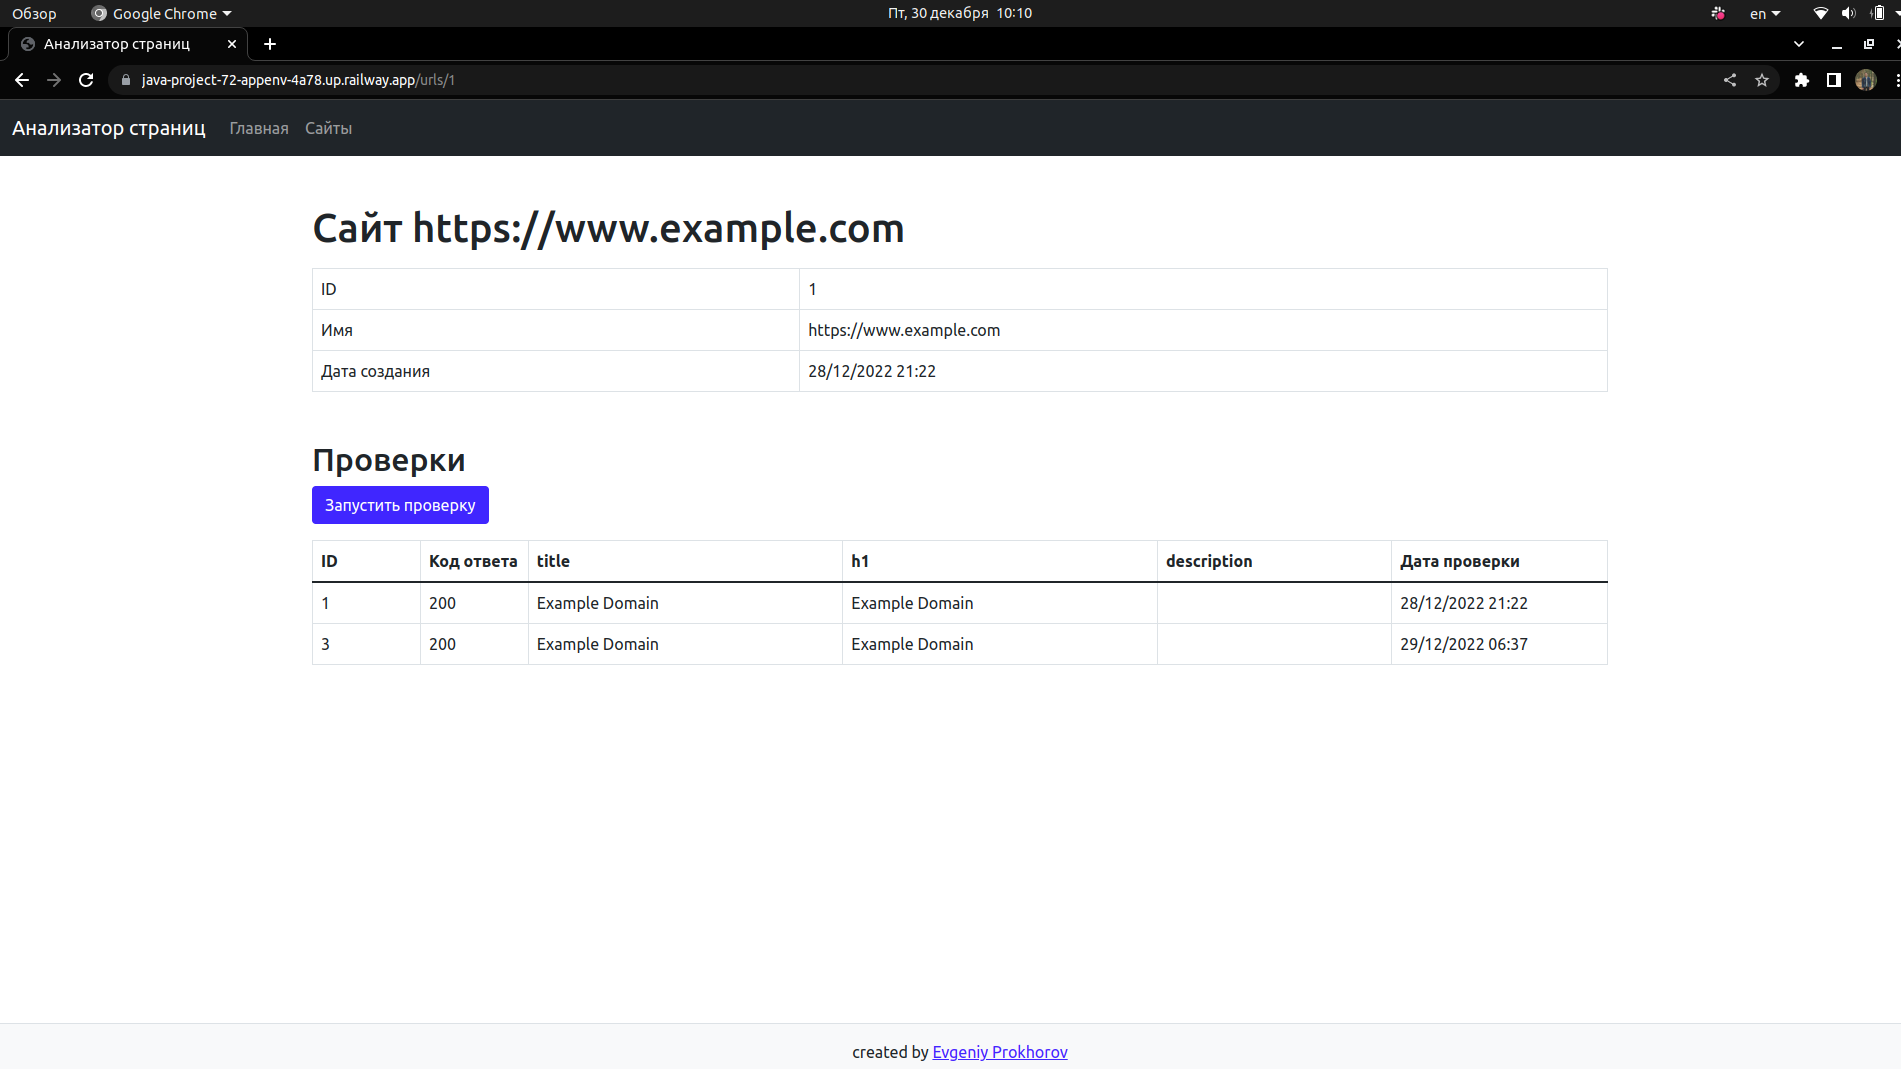 Обзор Google Chrome Пт, 30 декабря 10:10 en
Анализатор страниц
java-project-72-appenv-4a78.up.railway.app/urls/1
Анализатор страниц Главная Сайты
Сайт https://www.example.com
ID 1
Имя https://www.example.com
Дата создания 28/12/2022 21:22
Проверки
Запустить проверку
ID Код ответа title h1 description Дата проверки
1 200 Example Domain Example Domain 28/12/2022 21:22
3 200 Example Domain Example Domain 29/12/2022 06:37
created by Evgeniy Prokhorov